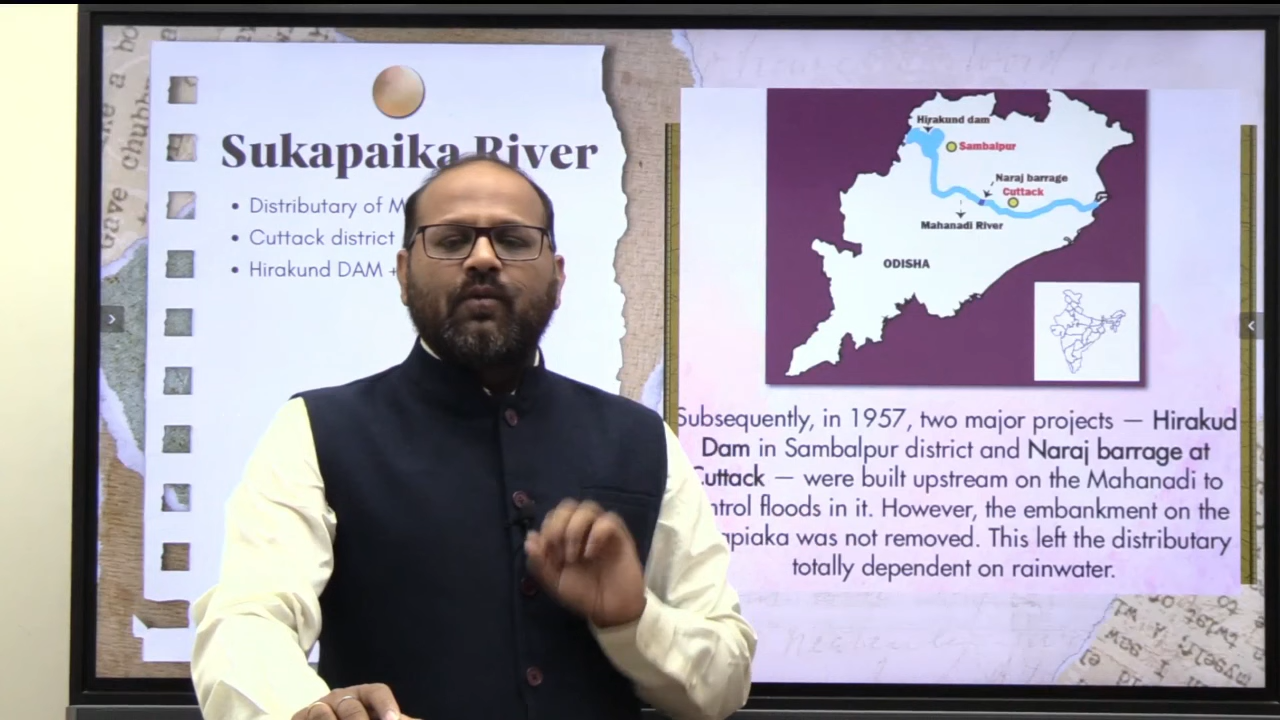 Sukapaika River
Distributary of M
Cuttack district
Hirakund DAM +
Hirakund dam
Sambalpur
Naraj barrage
Cuttack
Mahanadi River
ODISHA
Subsequently, in 1957, two major projects — Hirakud
Dam in Sambalpur district and Naraj barrage at
Cuttack — were built upstream on the Mahanadi to
ntrol floods in it. However, the embankment on the
apiaka was not removed. This left the distributary
totally dependent on rainwater.